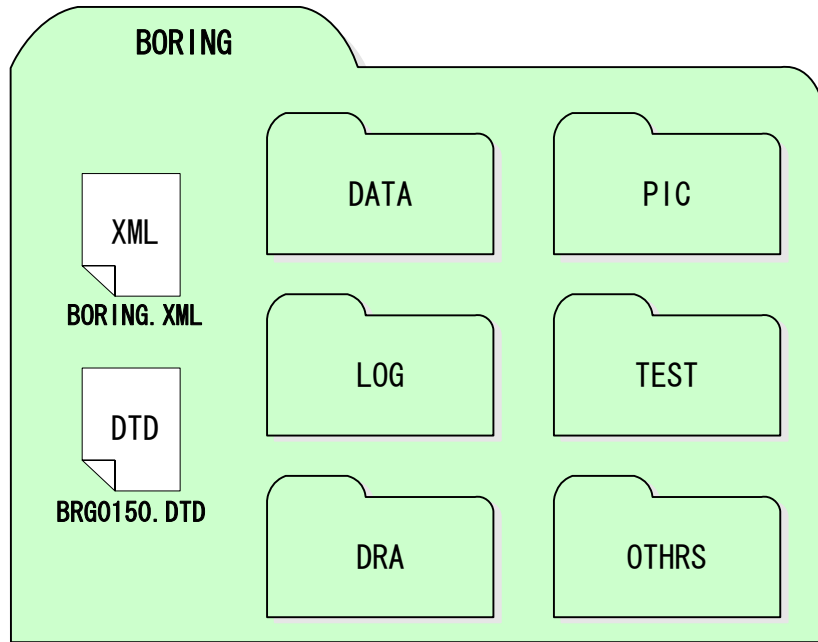 BORING
XML
BORING.XML
DTD
BRG0150.DTD
DATA
PIC
LOG
TEST
DRA
OTHRS